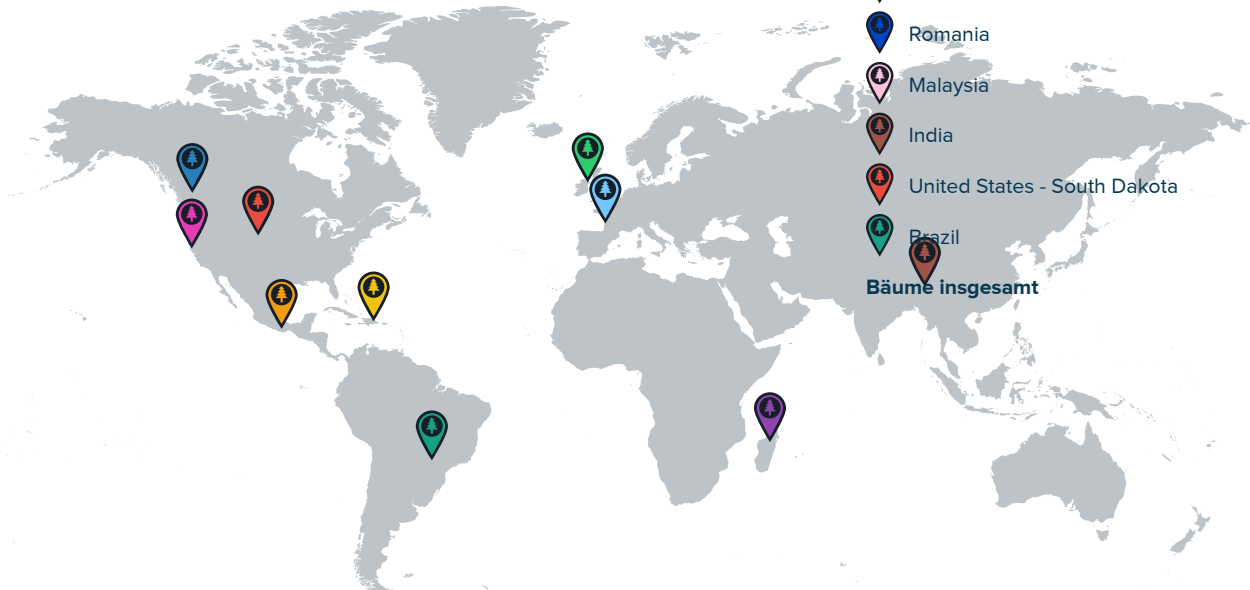 Romania
Malaysia
India
United States - South Dakota
Brazil
Bäume insgesamt